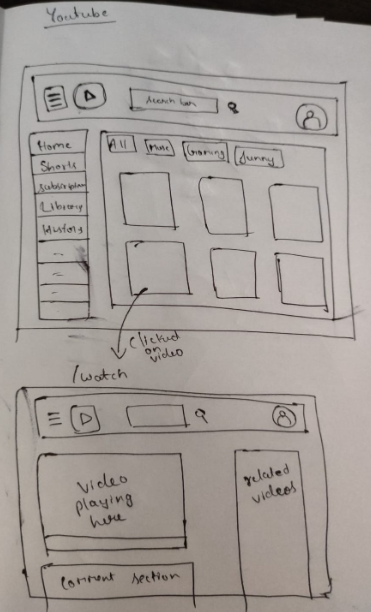 Youtube
Search bar
Home
Shorts
Subscription
Library
History
All
Music
Gaming
Funny
Clicked
on
video
/watch
video
playing
here
related
videos
Comment section